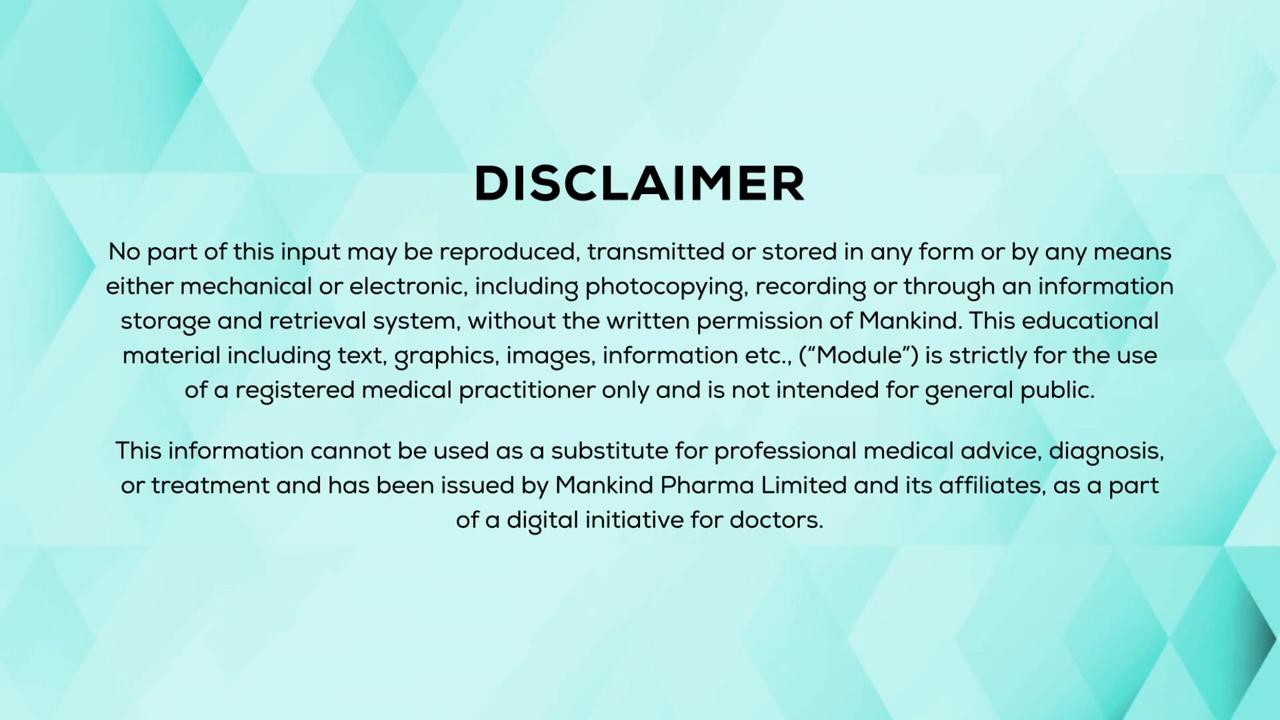 DISCLAIMER
No part of this input may be reproduced, transmitted or stored in any form or by any means
either mechanical or electronic, including photocopying, recording or through an information
storage and retrieval system, without the written permission of Mankind. This educational
material including text, graphics, images, information etc., (“Module”) is strictly for the use
of a registered medical practitioner only and is not intended for general public.
This information cannot be used as a substitute for professional medical advice, diagnosis,
or treatment and has been issued by Mankind Pharma Limited and its affiliates, as a part
of a digital initiative for doctors.